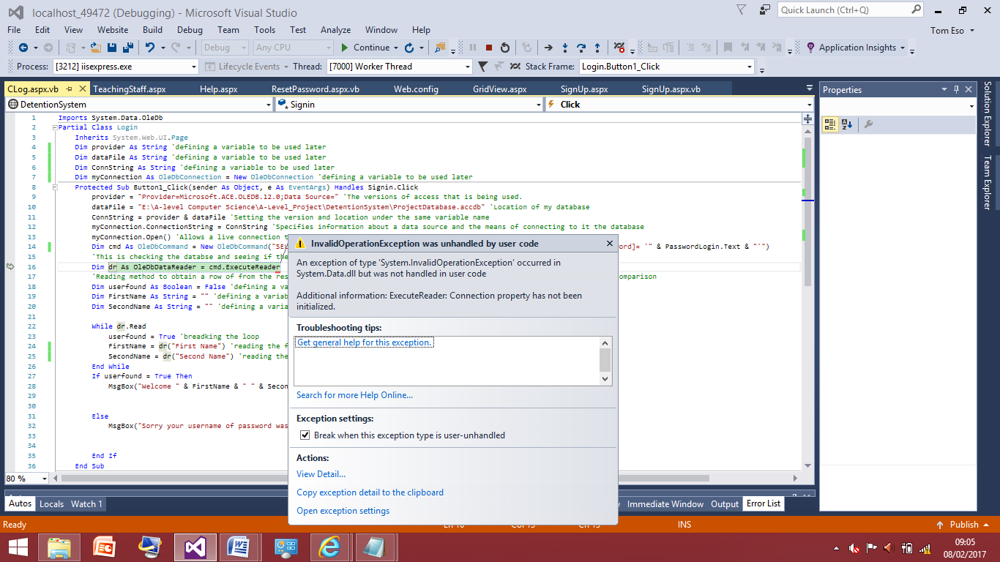 localhost_49472 (Debugging) - Microsoft Visual Studio
Quick Launch (Ctrl+Q)
File Edit View Website Build Debug Team Tools Test Analyze Window Help
Tom Eso
Debug Any CPU Continue Application Insights
Process: [3212] iisexpress.exe Lifecycle Events Thread: [7000] Worker Thread Stack Frame: Login.Button1_Click
CLog.aspx.vb TeachingStaff.aspx Help.aspx ResetPassword.aspx.vb Web.config GridView.aspx SignUp.aspx SignUp.aspx.vb
Properties
Solution Explorer
Team Explorer
DetentionSystem Signin Click
1 Imports System.Data.OleDb
2 Partial Class Login
3 Inherits System.Web.UI.Page
4 Dim provider As String 'defining a variable to be used later
5 Dim dataFile As String 'defining a variable to be used later
6 Dim ConnString As String 'defining a variable to be used later
7 Dim myConnection As OleDbConnection = New OleDbConnection 'defining a variable to be used later
8 Protected Sub Button1_Click(sender As Object, e As EventArgs) Handles Signin.Click
9 provider = "Provider=Microsoft.ACE.OLEDB.12.0;Data Source=" 'The versions of access that is being used.
10 dataFile = "E:\A-level Computer Science\A-Level_Project\DetentionSystem\ProjectDatabase.accdb" 'Location of my database
11 ConnString = provider & dataFile 'Setting the version and location under the same variable name
12 myConnection.ConnectionString = ConnString 'Specifies information about a data source and the means of connecting to it the database
13 myConnection.Open() 'Allows a live connection
14 Dim cmd As OleDbCommand = New OleDbCommand("SE word]= '" & PasswordLogin.Text & "'")
15 'This is checking the databse and seeing if the
16 Dim dr As OleDbDataReader = cmd.ExecuteReader
17 'Reading method to obtain a row of from the res comparison
18 Dim userfound As Boolean = False 'defining a va
19 Dim FirstName As String = "" 'defining a variab
20 Dim SecondName As String = "" 'defining a varia
21
22 While dr.Read
23 userfound = True 'breadking the loop
24 FirstName = dr("First Name") 'reading the f
25 SecondName = dr("Second Name") 'reading the
26 End While
27 If userfound = True Then
28 MsgBox("Welcome " & FirstName & " " & Secon
29
30
31 Else
32 MsgBox("Sorry your username of password was
33
34
35 End If
36 End Sub
InvalidOperationException was unhandled by user code
An exception of type 'System.InvalidOperationException' occurred in
System.Data.dll but was not handled in user code
Additional information: ExecuteReader: Connection property has not been
initialized.
Troubleshooting tips:
Get general help for this exception.
Search for more Help Online...
Exception settings:
Break when this exception type is user-unhandled
Actions:
View Detail...
Copy exception detail to the clipboard
Open exception settings
80 %
Autos Locals Watch 1 Immediate Window Output Error List
Ready INS Publish
09:05
08/02/2017